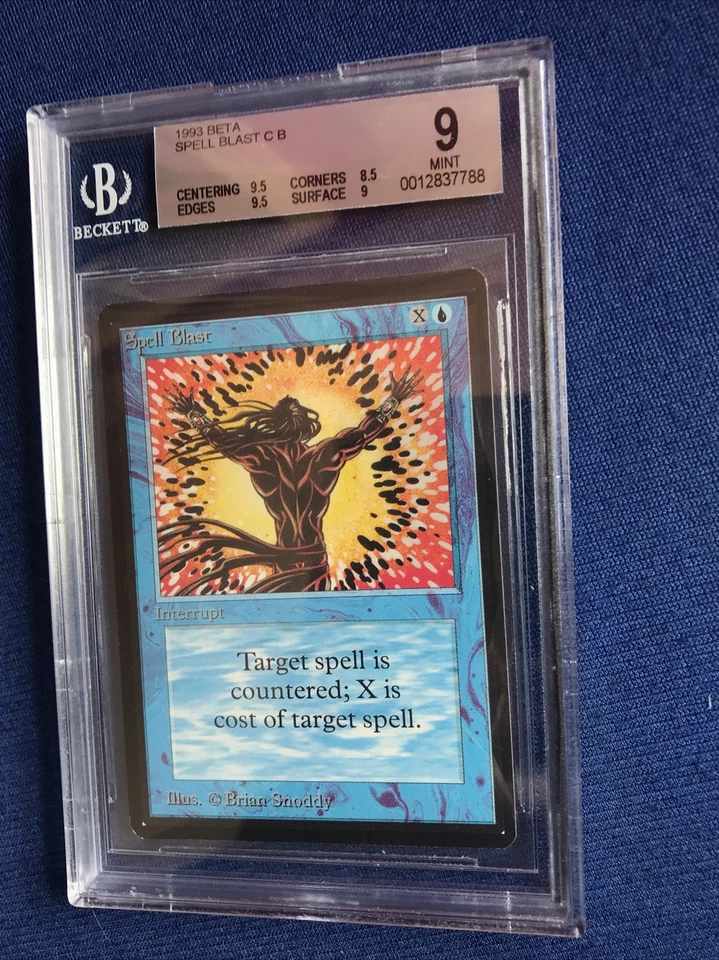 1993 BETA
SPELL BLAST C B
CENTERING 9.5 CORNERS 8.5
EDGES 9.5 SURFACE 9
9
MINT
0012837788
B
BECKETT®
Spell Blast
X
Interrupt
Target spell is
countered; X is
cost of target spell.
Illus. © Brian Snoddy